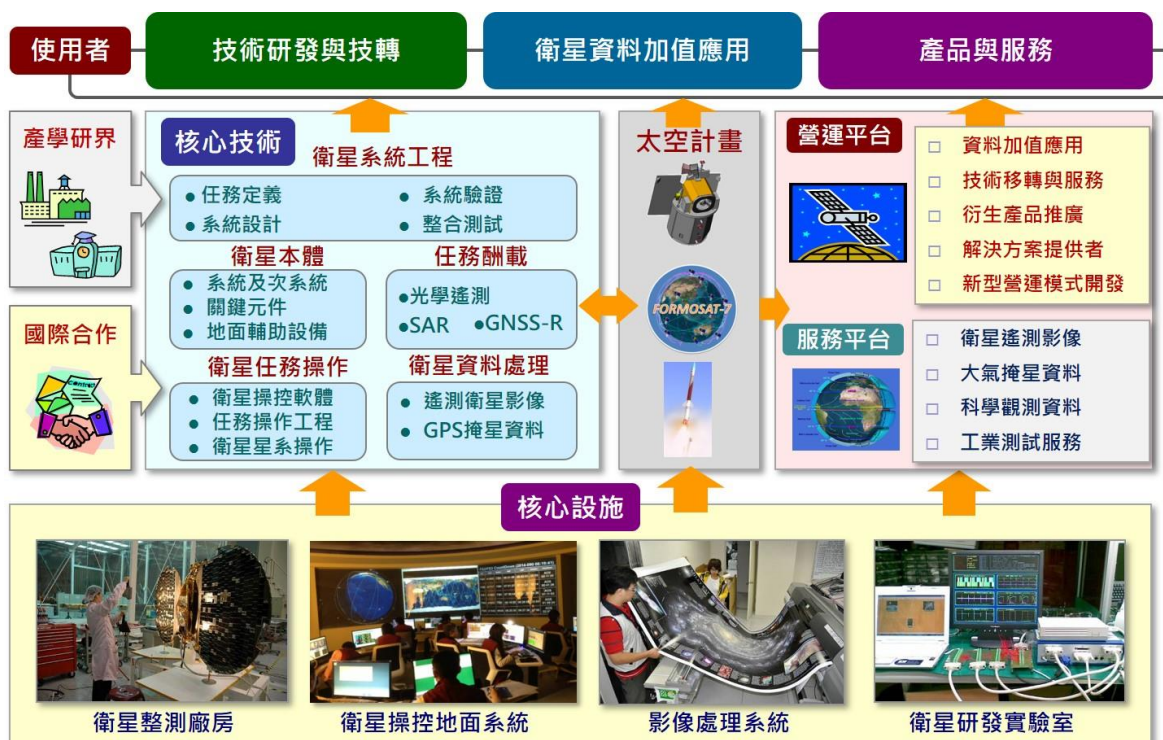 使用者
技術研發與技轉
衛星資料加值應用
產品與服務
產學研界
國際合作
核心技術
衛星系統工程
● 任務定義
● 系統設計
● 系統驗證
● 整合測試
衛星本體
● 系統及次系統
● 關鍵元件
● 地面輔助設備
任務酬載
●光學遙測
●SAR ●GNSS-R
衛星任務操作
● 衛星操控軟體
● 任務操作工程
● 衛星星系操作
衛星資料處理
● 遙測衛星影像
● GPS掩星資料
太空計畫
FORMOSAT-7
營運平台
□ 資料加值應用
□ 技術移轉與服務
□ 衍生產品推廣
□ 解決方案提供者
□ 新型營運模式開發
服務平台
□ 衛星遙測影像
□ 大氣掩星資料
□ 科學觀測資料
□ 工業測試服務
核心設施
衛星整測廠房
衛星操控地面系統
影像處理系統
衛星研發實驗室